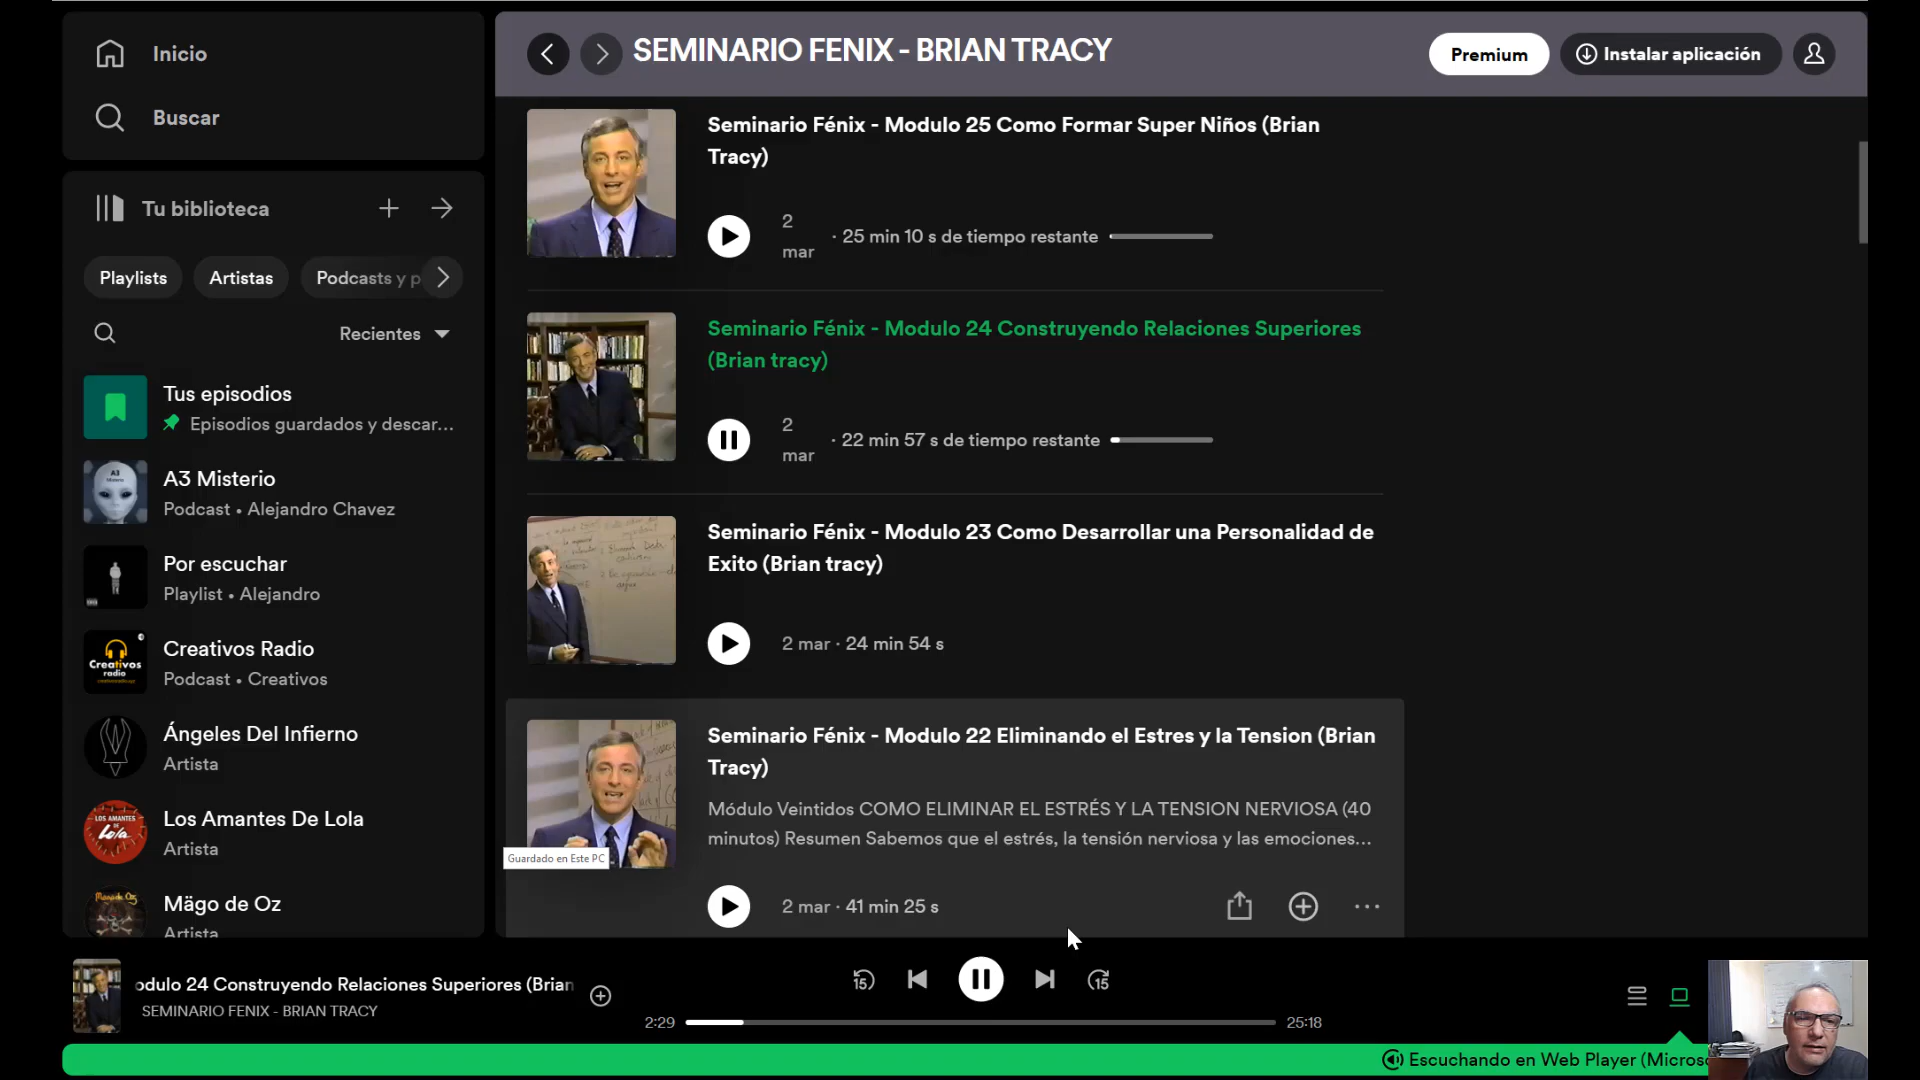 Inicio
Buscar
Tu biblioteca
Playlists
Artistas
Podcasts y p
Recientes
Tus episodios
Episodios guardados y descar...
A3 Misterio
Podcast • Alejandro Chavez
Por escuchar
Playlist • Alejandro
Creativos Radio
Podcast • Creativos
Ángeles Del Infierno
Artista
Los Amantes De Lola
Artista
Mägo de Oz
Artista
SEMINARIO FENIX - BRIAN TRACY
Premium
Instalar aplicación
Seminario Fénix - Modulo 25 Como Formar Super Niños (Brian
Tracy)
2
mar
· 25 min 10 s de tiempo restante
Seminario Fénix - Modulo 24 Construyendo Relaciones Superiores
(Brian tracy)
2
mar
· 22 min 57 s de tiempo restante
Seminario Fénix - Modulo 23 Como Desarrollar una Personalidad de
Exito (Brian tracy)
2 mar · 24 min 54 s
Seminario Fénix - Modulo 22 Eliminando el Estres y la Tension (Brian
Tracy)
Módulo Veintidos COMO ELIMINAR EL ESTRÉS Y LA TENSION NERVIOSA (40
minutos) Resumen Sabemos que el estrés, la tensión nerviosa y las emociones...
Guardado en Este PC
2 mar · 41 min 25 s
odulo 24 Construyendo Relaciones Superiores (Brian
SEMINARIO FENIX - BRIAN TRACY
15
15
2:29
25:18
Escuchando en Web Player (Micros